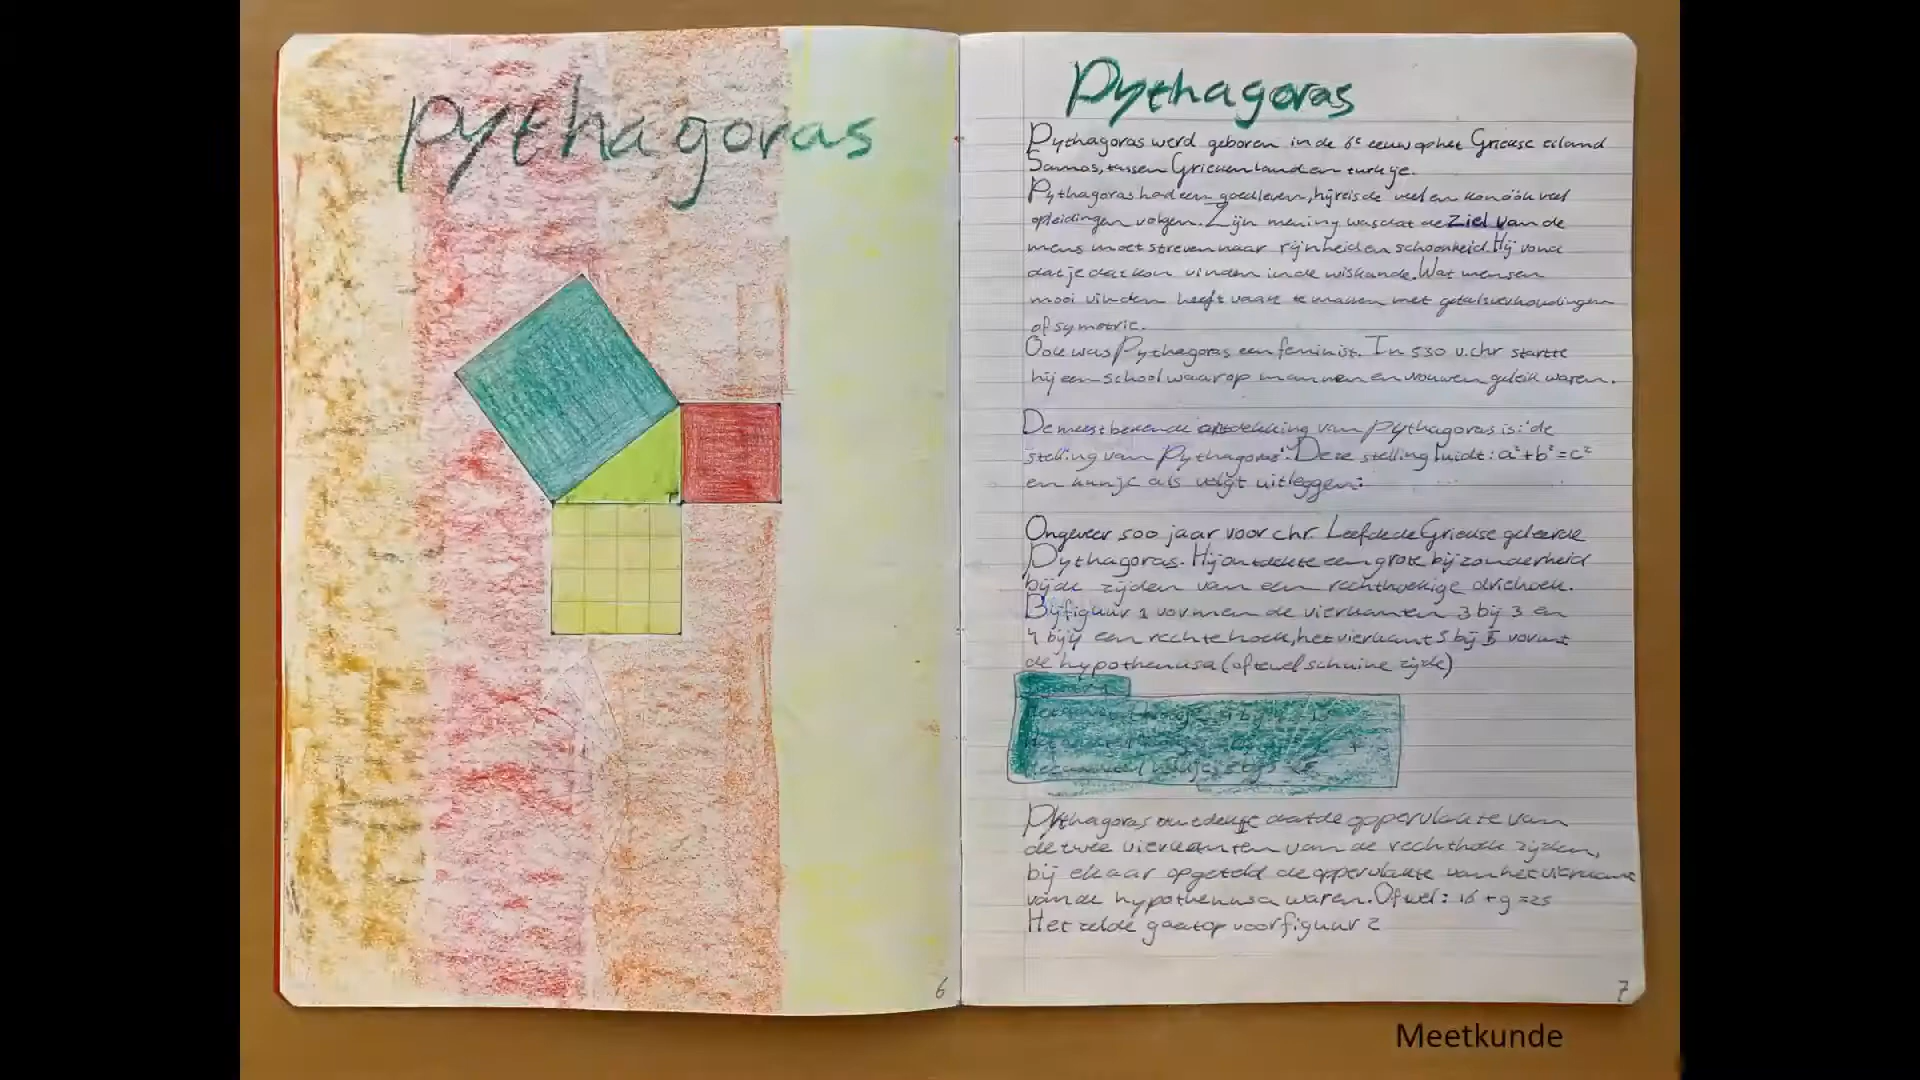 pythagoras
6
Pythagoras
Pythagoras werd geboren in de 6e eeuw op het Griekse eiland
Samos, tussen Griekenland en turkije.
Pythagoras had een goed leven, hij reisde veel en kon óók veel
opleidingen volgen. Zijn mening was dat de Ziel van de
mens moet streven naar rijnheid en schoonheid. Hij vond
dat je dat kon vinden in de wiskunde. Wat mensen
mooi vinden heeft vaak te maken met getalsverhoudingen
of symetrie.
Ook was Pythagoras een feminist. In 530 v.chr startte
hij een school waarop mannen en vrouwen gelijk waren.
De meest bekende ontdekking van pythagoras is: 'de
stelling van Pythagoras'. Deze stelling luidt: a²+b²=c²
en kun je als volgt uitleggen:
Ongeveer 500 jaar voor chr. Leefde de Griekse geleerde
Pythagoras. Hij ontdekte een grote bijzonderheid
bij de zijden van een rechthoekige driehoek.
Bij figuur 1 vormen de vierkanten 3 bij 3 en
4 bij 4 een rechte hoek, het vierkant 5 bij 5 vormt
de hypothenusa (oftewel schuine zijde)
Pythagoras ontdekte dat de oppervlakte van
de twee vierkanten van de rechthoek zijden,
bij elkaar opgeteld de oppervlakte van het vierkant
van de hypothenusa waren. Ofwel: 16 + 9 = 25
Het zelde gaat op voor figuur 2
7
Meetkunde